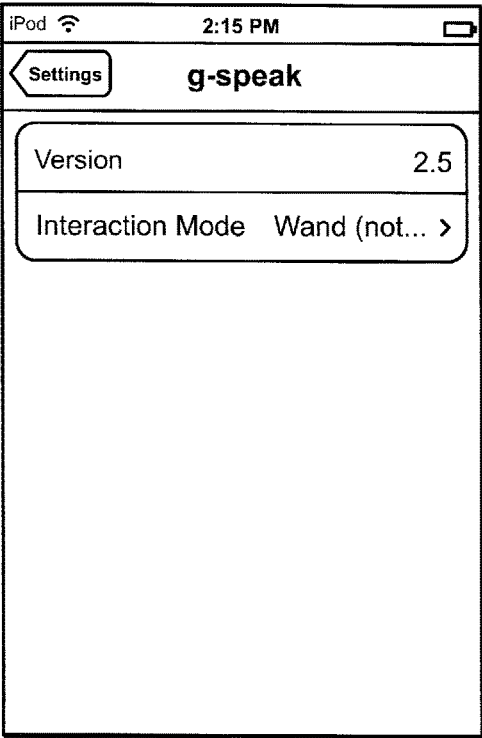 iPod 2:15 PM
Settings g-speak
Version 2.5
Interaction Mode Wand (not... >